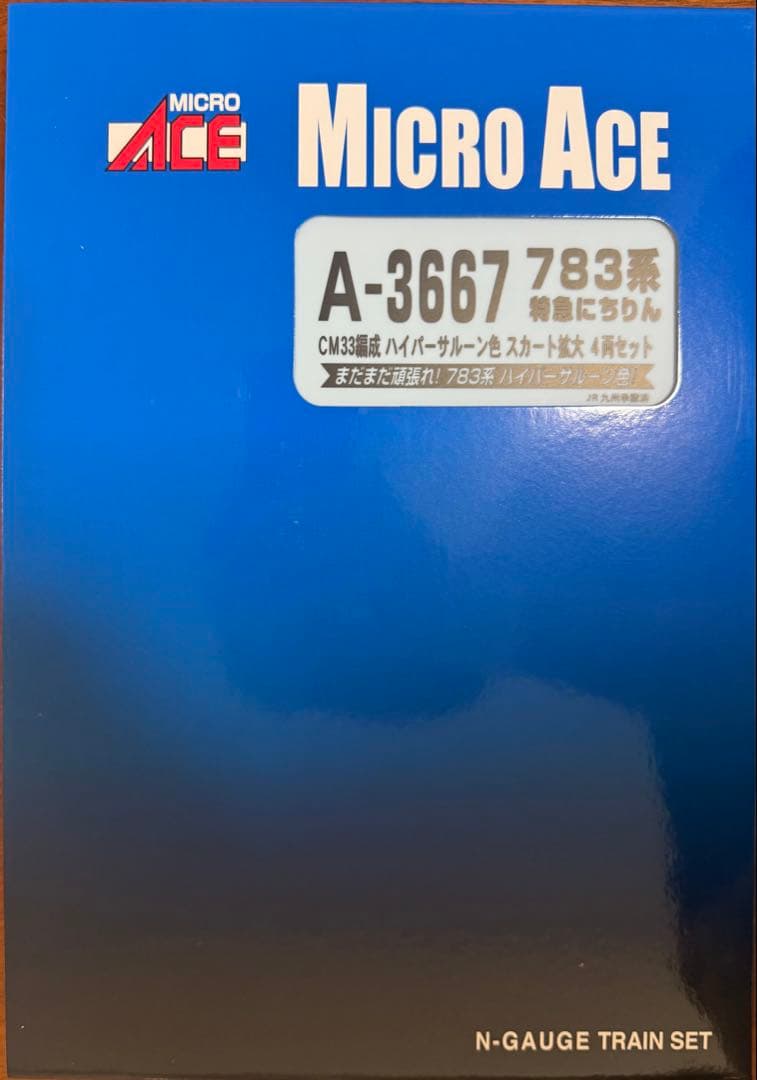 MICRO
ACE
MICRO ACE
A-3667
783系
特急にちりん
CM33編成 ハイパーサルーン色 スカート拡大 4両セット
まだまだ頑張れ! 783系 ハイパーサルーン色!
JR九州承認済
N-GAUGE TRAIN SET